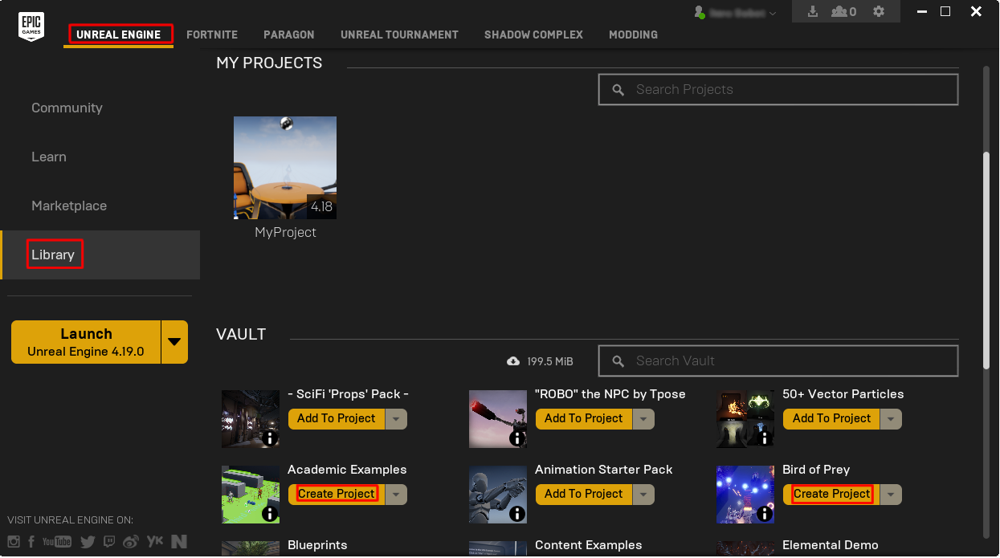 EPIC
GAMES
UNREAL ENGINE
FORTNITE
PARAGON
UNREAL TOURNAMENT
SHADOW COMPLEX
MODDING
0
Community
Learn
Marketplace
Library
Launch
Unreal Engine 4.19.0
VISIT UNREAL ENGINE ON:
You Tube
MY PROJECTS
Search Projects
4.18
MyProject
VAULT
199.5 MiB
Search Vault
- SciFi 'Props' Pack -
Add To Project
"ROBO" the NPC by Tpose
Add To Project
50+ Vector Particles
Add To Project
Academic Examples
Create Project
Animation Starter Pack
Add To Project
Bird of Prey
Create Project
Blueprints
Content Examples
Elemental Demo